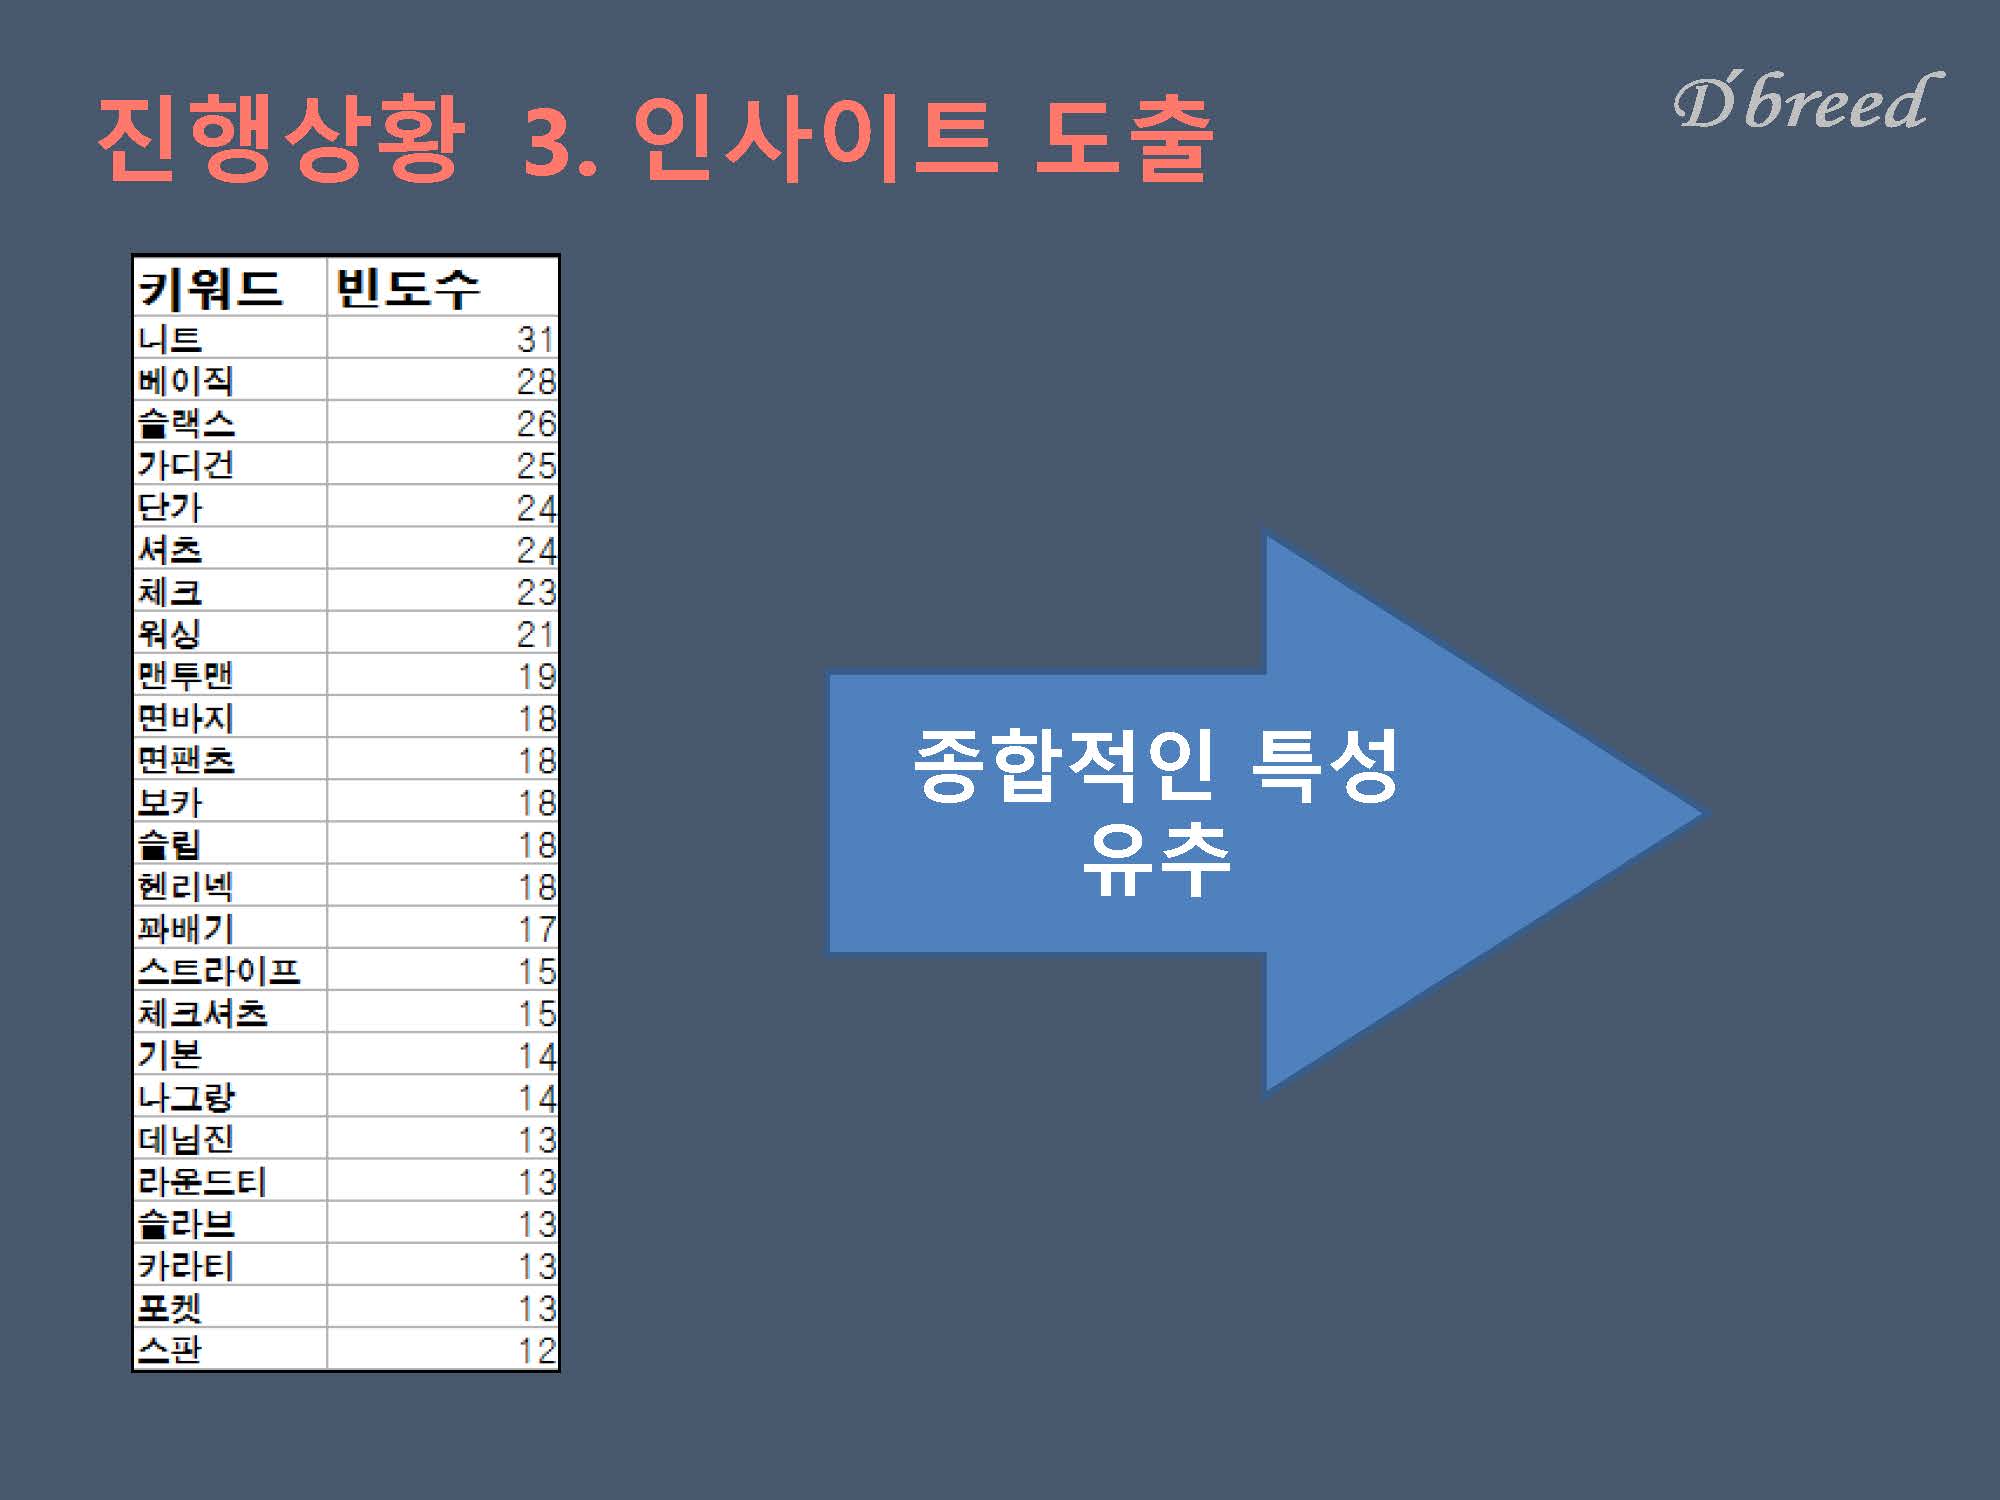 진행상황 3. 인사이트 도출
D'breed
키워드 빈도수
니트 31
베이직 28
슬랙스 26
가디건 25
단가 24
셔츠 24
체크 23
워싱 21
맨투맨 19
면바지 18
면팬츠 18
보카 18
슬립 18
헨리넥 18
꽈배기 17
스트라이프 15
체크셔츠 15
기본 14
나그랑 14
데님진 13
라운드티 13
슬라브 13
카라티 13
포켓 13
스판 12
종합적인 특성
유추